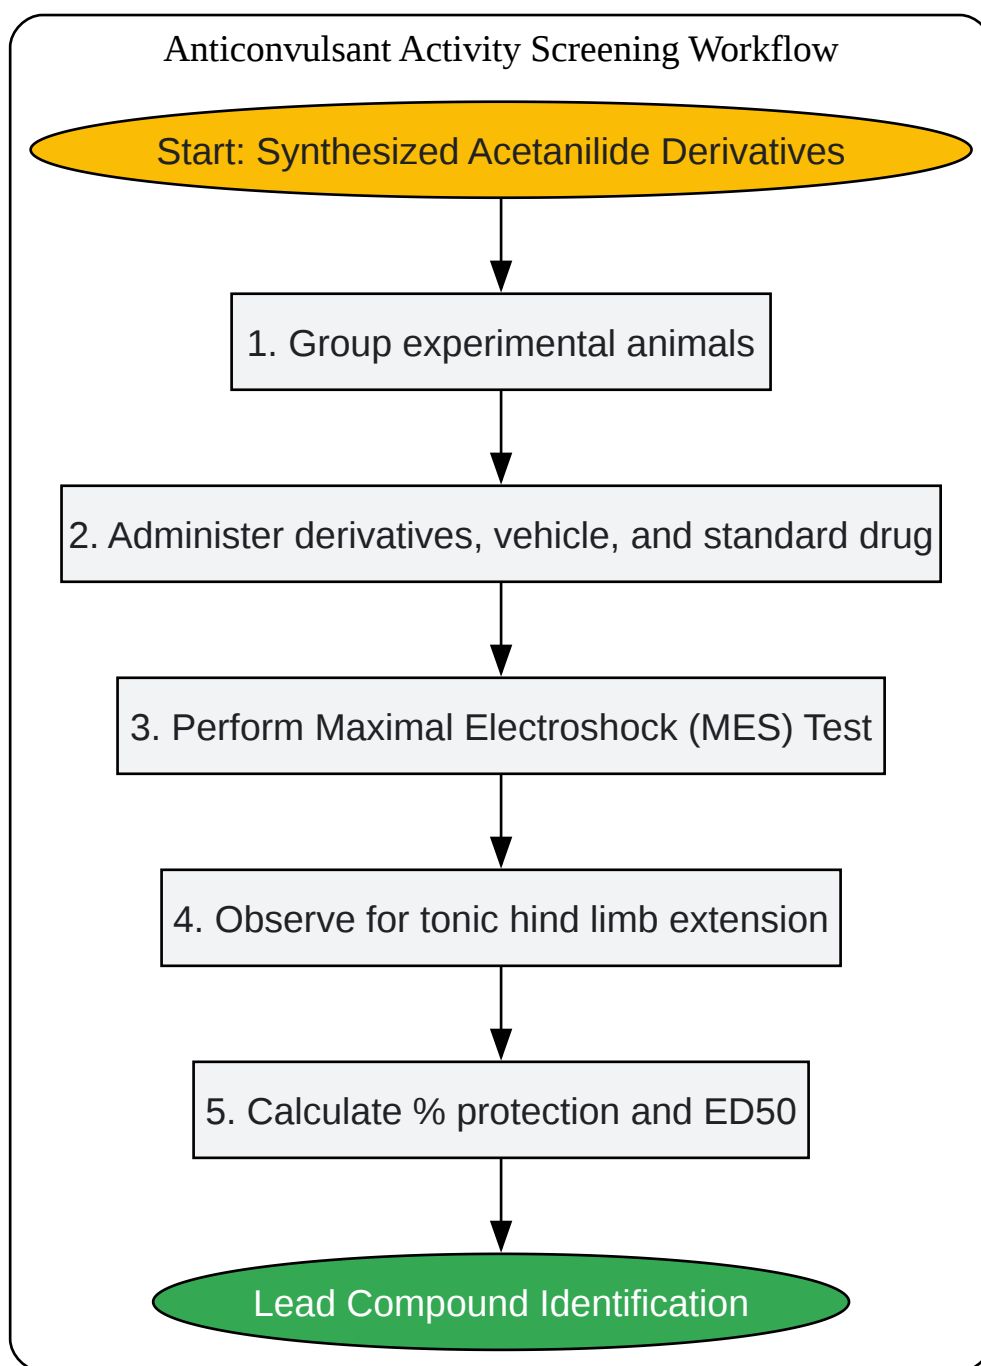 Anticonvulsant Activity Screening Workflow
Start: Synthesized Acetanilide Derivatives
1. Group experimental animals
2. Administer derivatives, vehicle, and standard drug
3. Perform Maximal Electroshock (MES) Test
4. Observe for tonic hind limb extension
5. Calculate % protection and ED50
Lead Compound Identification